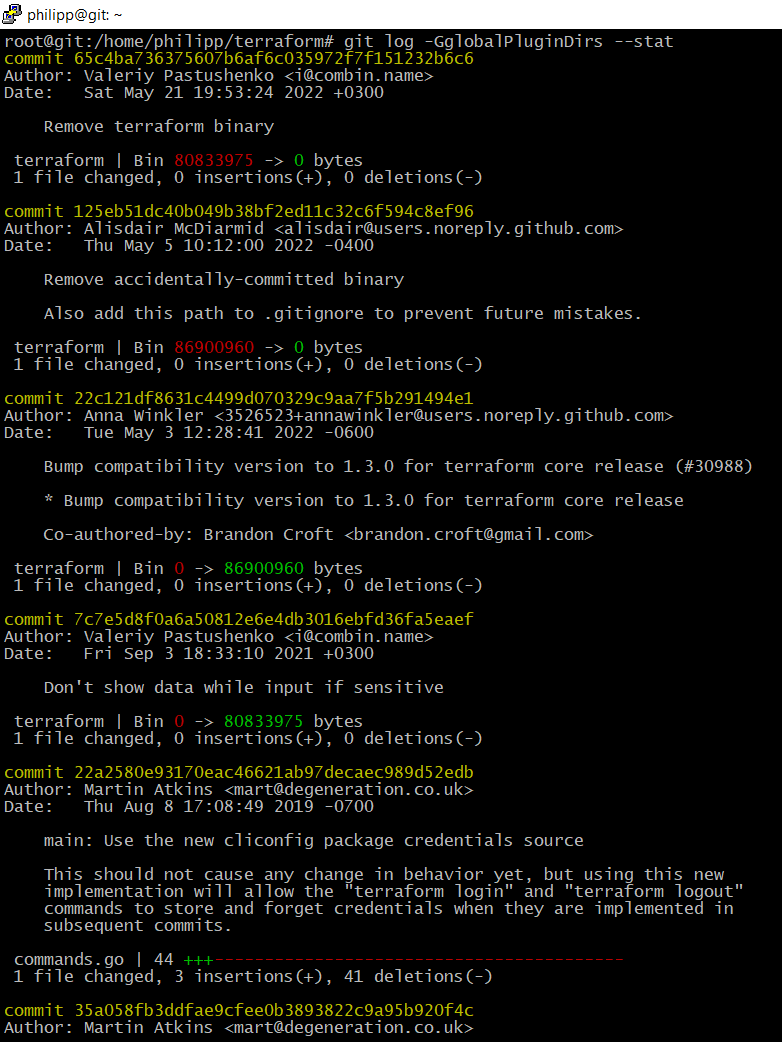 philipp@git: ~
root@git:/home/philipp/terraform# git log -GglobalPluginDirs --stat
commit 65c4ba736375607b6af6c035972f7f151232b6c6
Author: Valeriy Pastushenko <i@combin.name>
Date:   Sat May 21 19:53:24 2022 +0300
Remove terraform binary
terraform | Bin 80833975 -> 0 bytes
1 file changed, 0 insertions(+), 0 deletions(-)
commit 125eb51dc40b049b38bf2ed11c32c6f594c8ef96
Author: Alisdair McDiarmid <alisdair@users.noreply.github.com>
Date:   Thu May 5 10:12:00 2022 -0400
Remove accidentally-committed binary
Also add this path to .gitignore to prevent future mistakes.
terraform | Bin 86900960 -> 0 bytes
1 file changed, 0 insertions(+), 0 deletions(-)
commit 22c121df8631c4499d070329c9aa7f5b291494e1
Author: Anna Winkler <3526523+annawinkler@users.noreply.github.com>
Date:   Tue May 3 12:28:41 2022 -0600
Bump compatibility version to 1.3.0 for terraform core release (#30988)
* Bump compatibility version to 1.3.0 for terraform core release
Co-authored-by: Brandon Croft <brandon.croft@gmail.com>
terraform | Bin 0 -> 86900960 bytes
1 file changed, 0 insertions(+), 0 deletions(-)
commit 7c7e5d8f0a6a50812e6e4db3016ebfd36fa5eaef
Author: Valeriy Pastushenko <i@combin.name>
Date:   Fri Sep 3 18:33:10 2021 +0300
Don't show data while input if sensitive
terraform | Bin 0 -> 80833975 bytes
1 file changed, 0 insertions(+), 0 deletions(-)
commit 22a2580e93170eac46621ab97decaec989d52edb
Author: Martin Atkins <mart@degeneration.co.uk>
Date:   Thu Aug 8 17:08:49 2019 -0700
main: Use the new cliconfig package credentials source
This should not cause any change in behavior yet, but using this new
implementation will allow the "terraform login" and "terraform logout"
commands to store and forget credentials when they are implemented in
subsequent commits.
commands.go | 44 +++-----------------------------------------
1 file changed, 3 insertions(+), 41 deletions(-)
commit 35a058fb3ddfae9cfee0b3893822c9a95b920f4c
Author: Martin Atkins <mart@degeneration.co.uk>